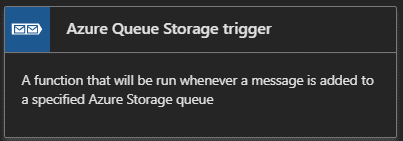 Azure Queue Storage trigger
A function that will be run whenever a message is added to
a specified Azure Storage queue